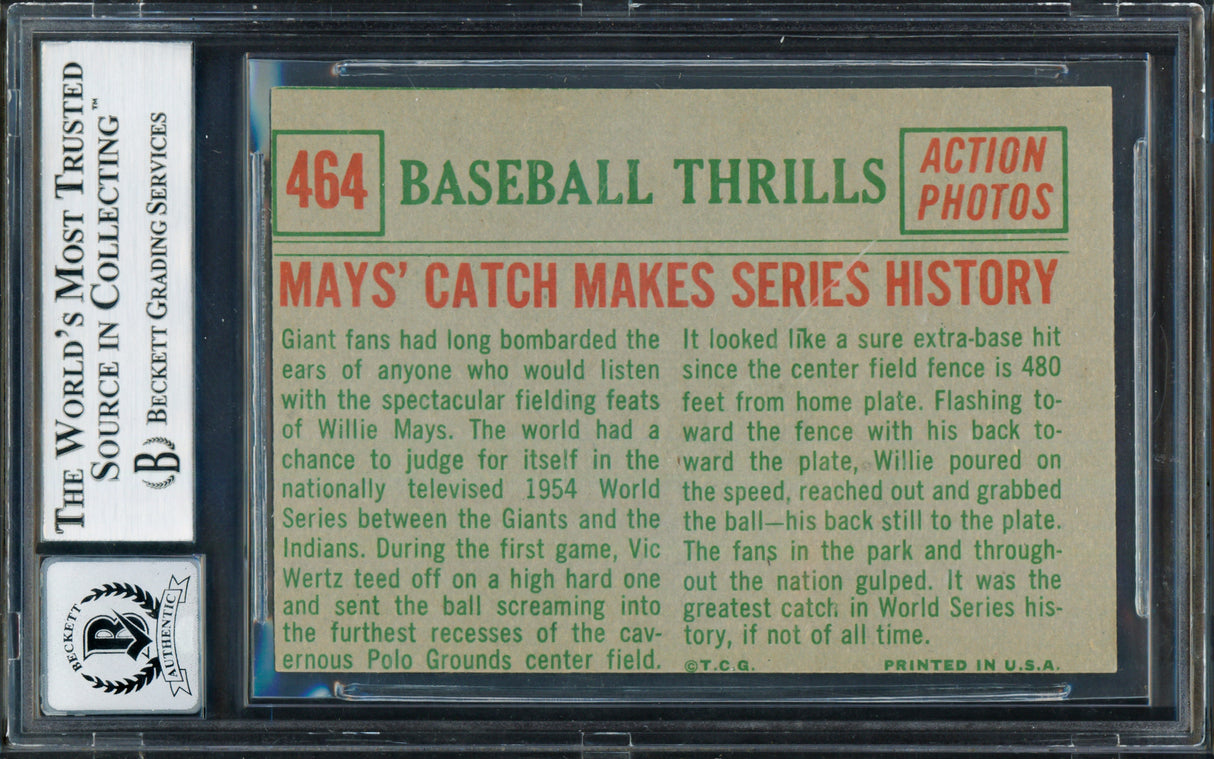 THE WORLD'S MOST TRUSTED
SOURCE IN COLLECTING™
B BECKETT GRADING SERVICES
BECKETT
B
AUTHENTIC
464
BASEBALL THRILLS
ACTION
PHOTOS
MAYS' CATCH MAKES SERIES HISTORY
Giant fans had long bombarded the
ears of anyone who would listen
with the spectacular fielding feats
of Willie Mays. The world had a
chance to judge for itself in the
nationally televised 1954 World
Series between the Giants and the
Indians. During the first game, Vic
Wertz teed off on a high hard one
and sent the ball screaming into
the furthest recesses of the cav-
ernous Polo Grounds center field.
It looked like a sure extra-base hit
since the center field fence is 480
feet from home plate. Flashing to-
ward the fence with his back to-
ward the plate, Willie poured on
the speed, reached out and grabbed
the ball—his back still to the plate.
The fans in the park and through-
out the nation gulped. It was the
greatest catch in World Series his-
tory, if not of all time.
©T.C.G.
PRINTED IN U.S.A.